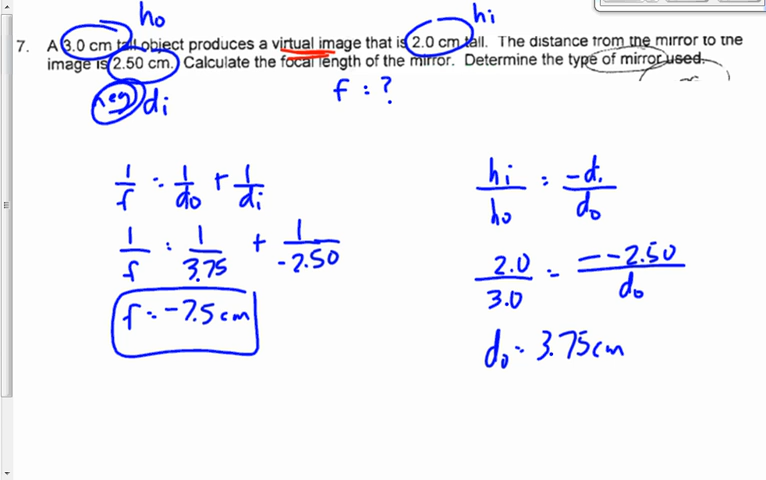 ho
hi
7. A 3.0 cm tall object produces a virtual image that is 2.0 cm tall. The distance from the mirror to the
image is 2.50 cm. Calculate the focal length of the mirror. Determine the type of mirror used.
neg di
f : ?
1/f = 1/do + 1/di
hi/ho = -di/do
1/f = 1/3.75 + 1/-2.50
2.0/3.0 = --2.50/do
f = -7.5 cm
do = 3.75 cm